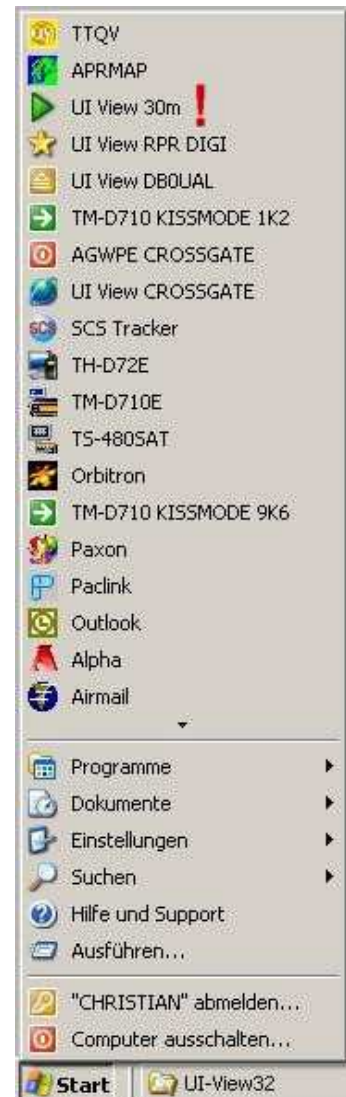 TTQV
APRMAP
UI View 30m !
UI View RPR DIGI
UI View DB0UAL
TM-D710 KISSMODE 1K2
AGWPE CROSSGATE
UI View CROSSGATE
SCS SCS Tracker
TH-D72E
TM-D710E
TS-480SAT
Orbitron
TM-D710 KISSMODE 9K6
Paxon
Paclink
Outlook
Alpha
Airmail
Programme
Dokumente
Einstellungen
Suchen
Hilfe und Support
Ausführen...
"CHRISTIAN" abmelden...
Computer ausschalten...
Start UI-View32